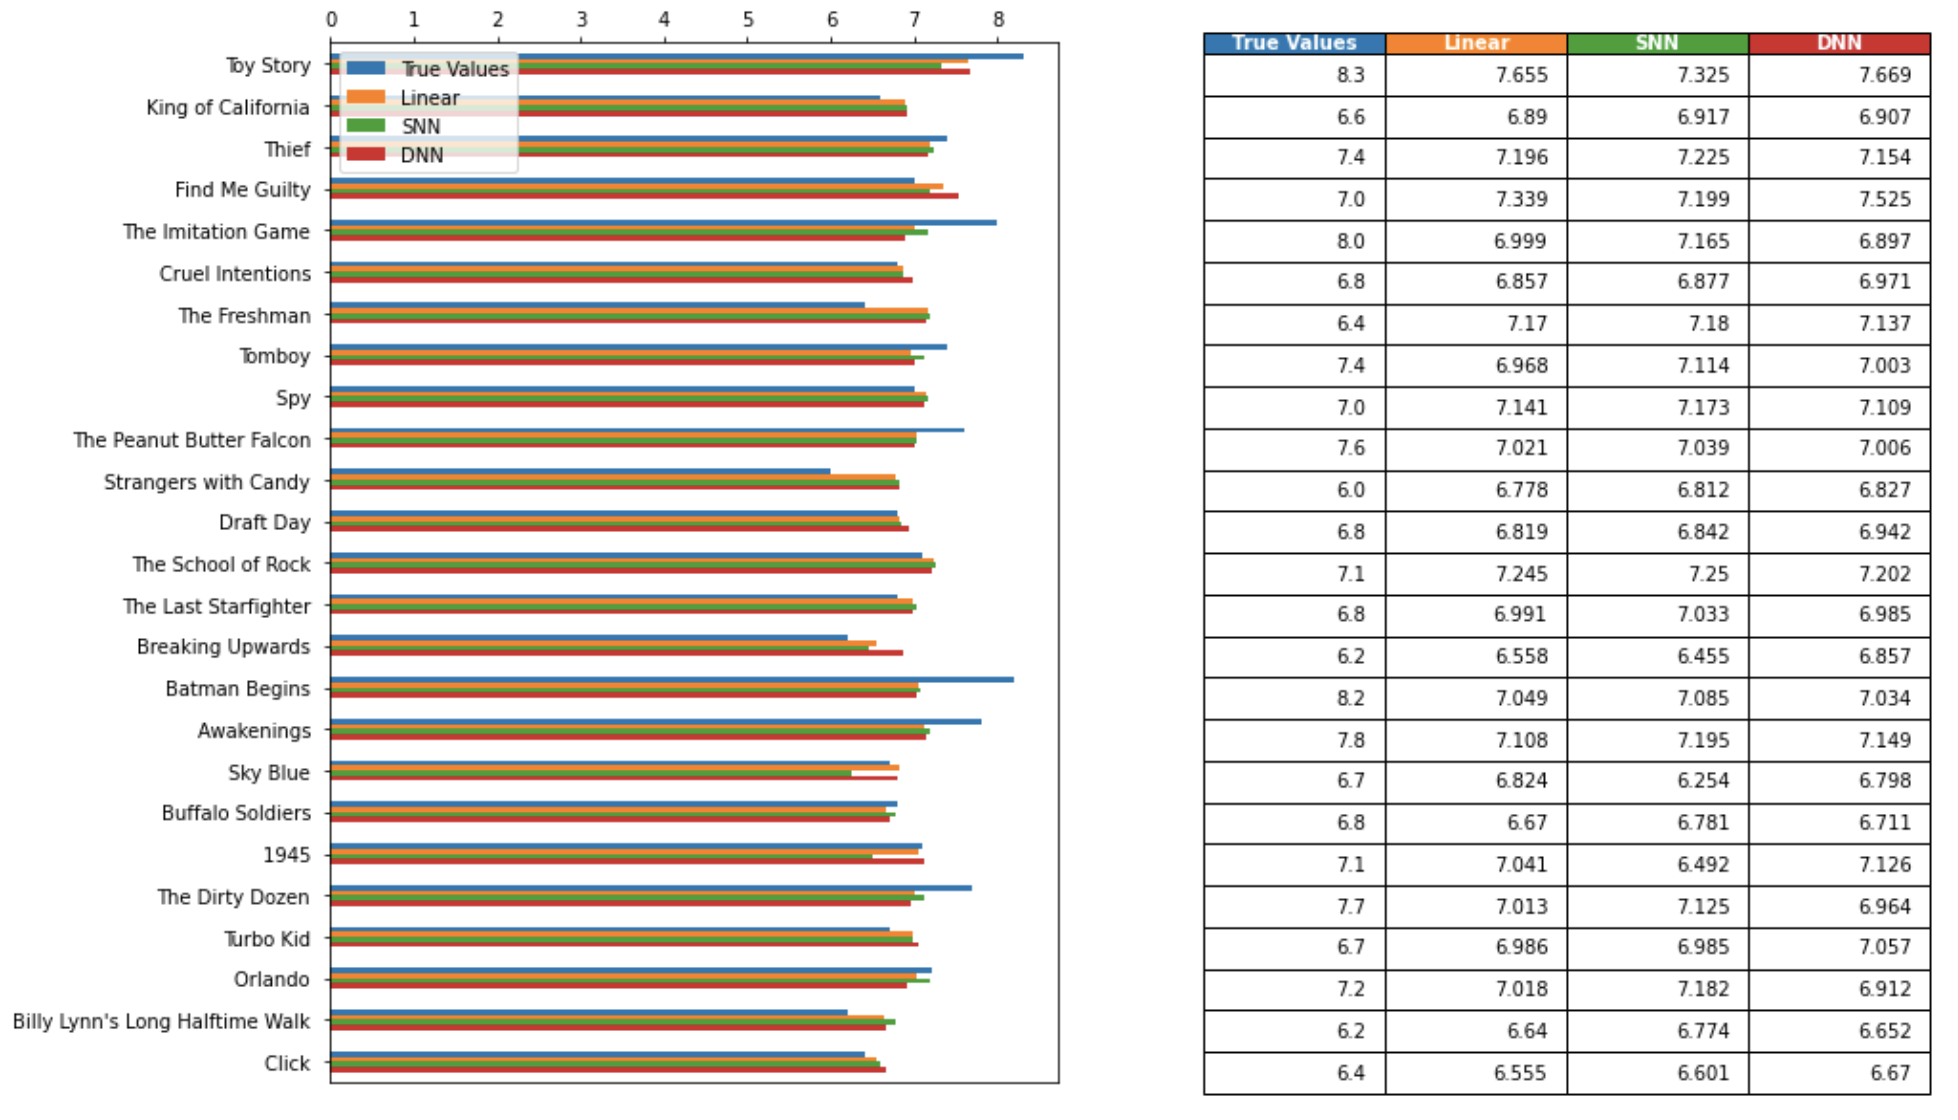 0 1 2 3 4 5 6 7 8
True Values
Linear
SNN
DNN
Toy Story
King of California
Thief
Find Me Guilty
The Imitation Game
Cruel Intentions
The Freshman
Tomboy
Spy
The Peanut Butter Falcon
Strangers with Candy
Draft Day
The School of Rock
The Last Starfighter
Breaking Upwards
Batman Begins
Awakenings
Sky Blue
Buffalo Soldiers
1945
The Dirty Dozen
Turbo Kid
Orlando
Billy Lynn's Long Halftime Walk
Click
True Values Linear SNN DNN
8.3 7.655 7.325 7.669
6.6 6.89 6.917 6.907
7.4 7.196 7.225 7.154
7.0 7.339 7.199 7.525
8.0 6.999 7.165 6.897
6.8 6.857 6.877 6.971
6.4 7.17 7.18 7.137
7.4 6.968 7.114 7.003
7.0 7.141 7.173 7.109
7.6 7.021 7.039 7.006
6.0 6.778 6.812 6.827
6.8 6.819 6.842 6.942
7.1 7.245 7.25 7.202
6.8 6.991 7.033 6.985
6.2 6.558 6.455 6.857
8.2 7.049 7.085 7.034
7.8 7.108 7.195 7.149
6.7 6.824 6.254 6.798
6.8 6.67 6.781 6.711
7.1 7.041 6.492 7.126
7.7 7.013 7.125 6.964
6.7 6.986 6.985 7.057
7.2 7.018 7.182 6.912
6.2 6.64 6.774 6.652
6.4 6.555 6.601 6.67